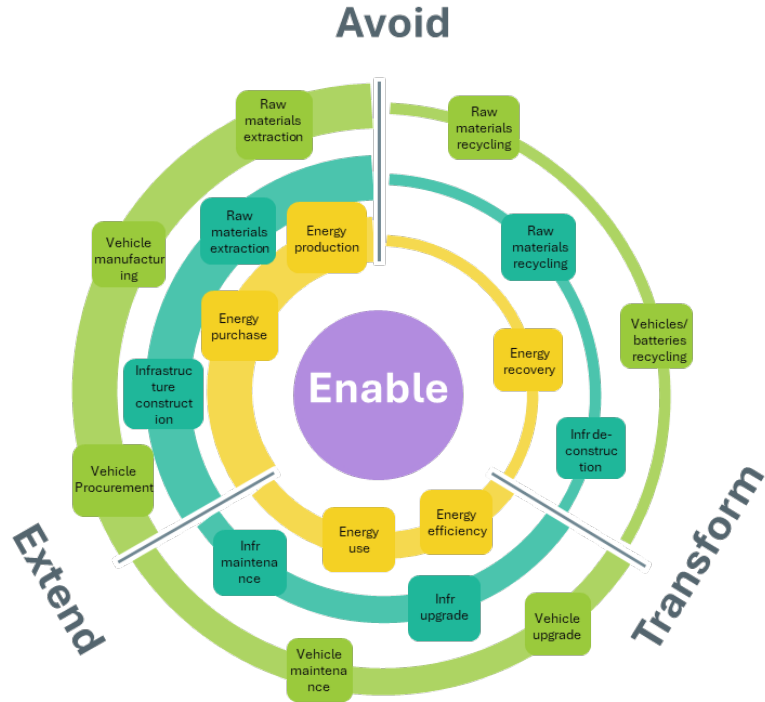 Avoid
Raw
materials
extraction
Raw
materials
recycling
Raw
materials
extraction
Energy
production
Raw
materials
recycling
Vehicle
manufactur
ing
Energy
purchase
Vehicles/
batteries
recycling
Energy
recovery
Enable
Infrastruc
ture
construct
ion
Infr de-
construc
tion
Vehicle
Procurement
Energy
use
Energy
efficiency
Extend
Transform
Infr
maintena
nce
Infr
upgrade
Vehicle
upgrade
Vehicle
maintena
nce